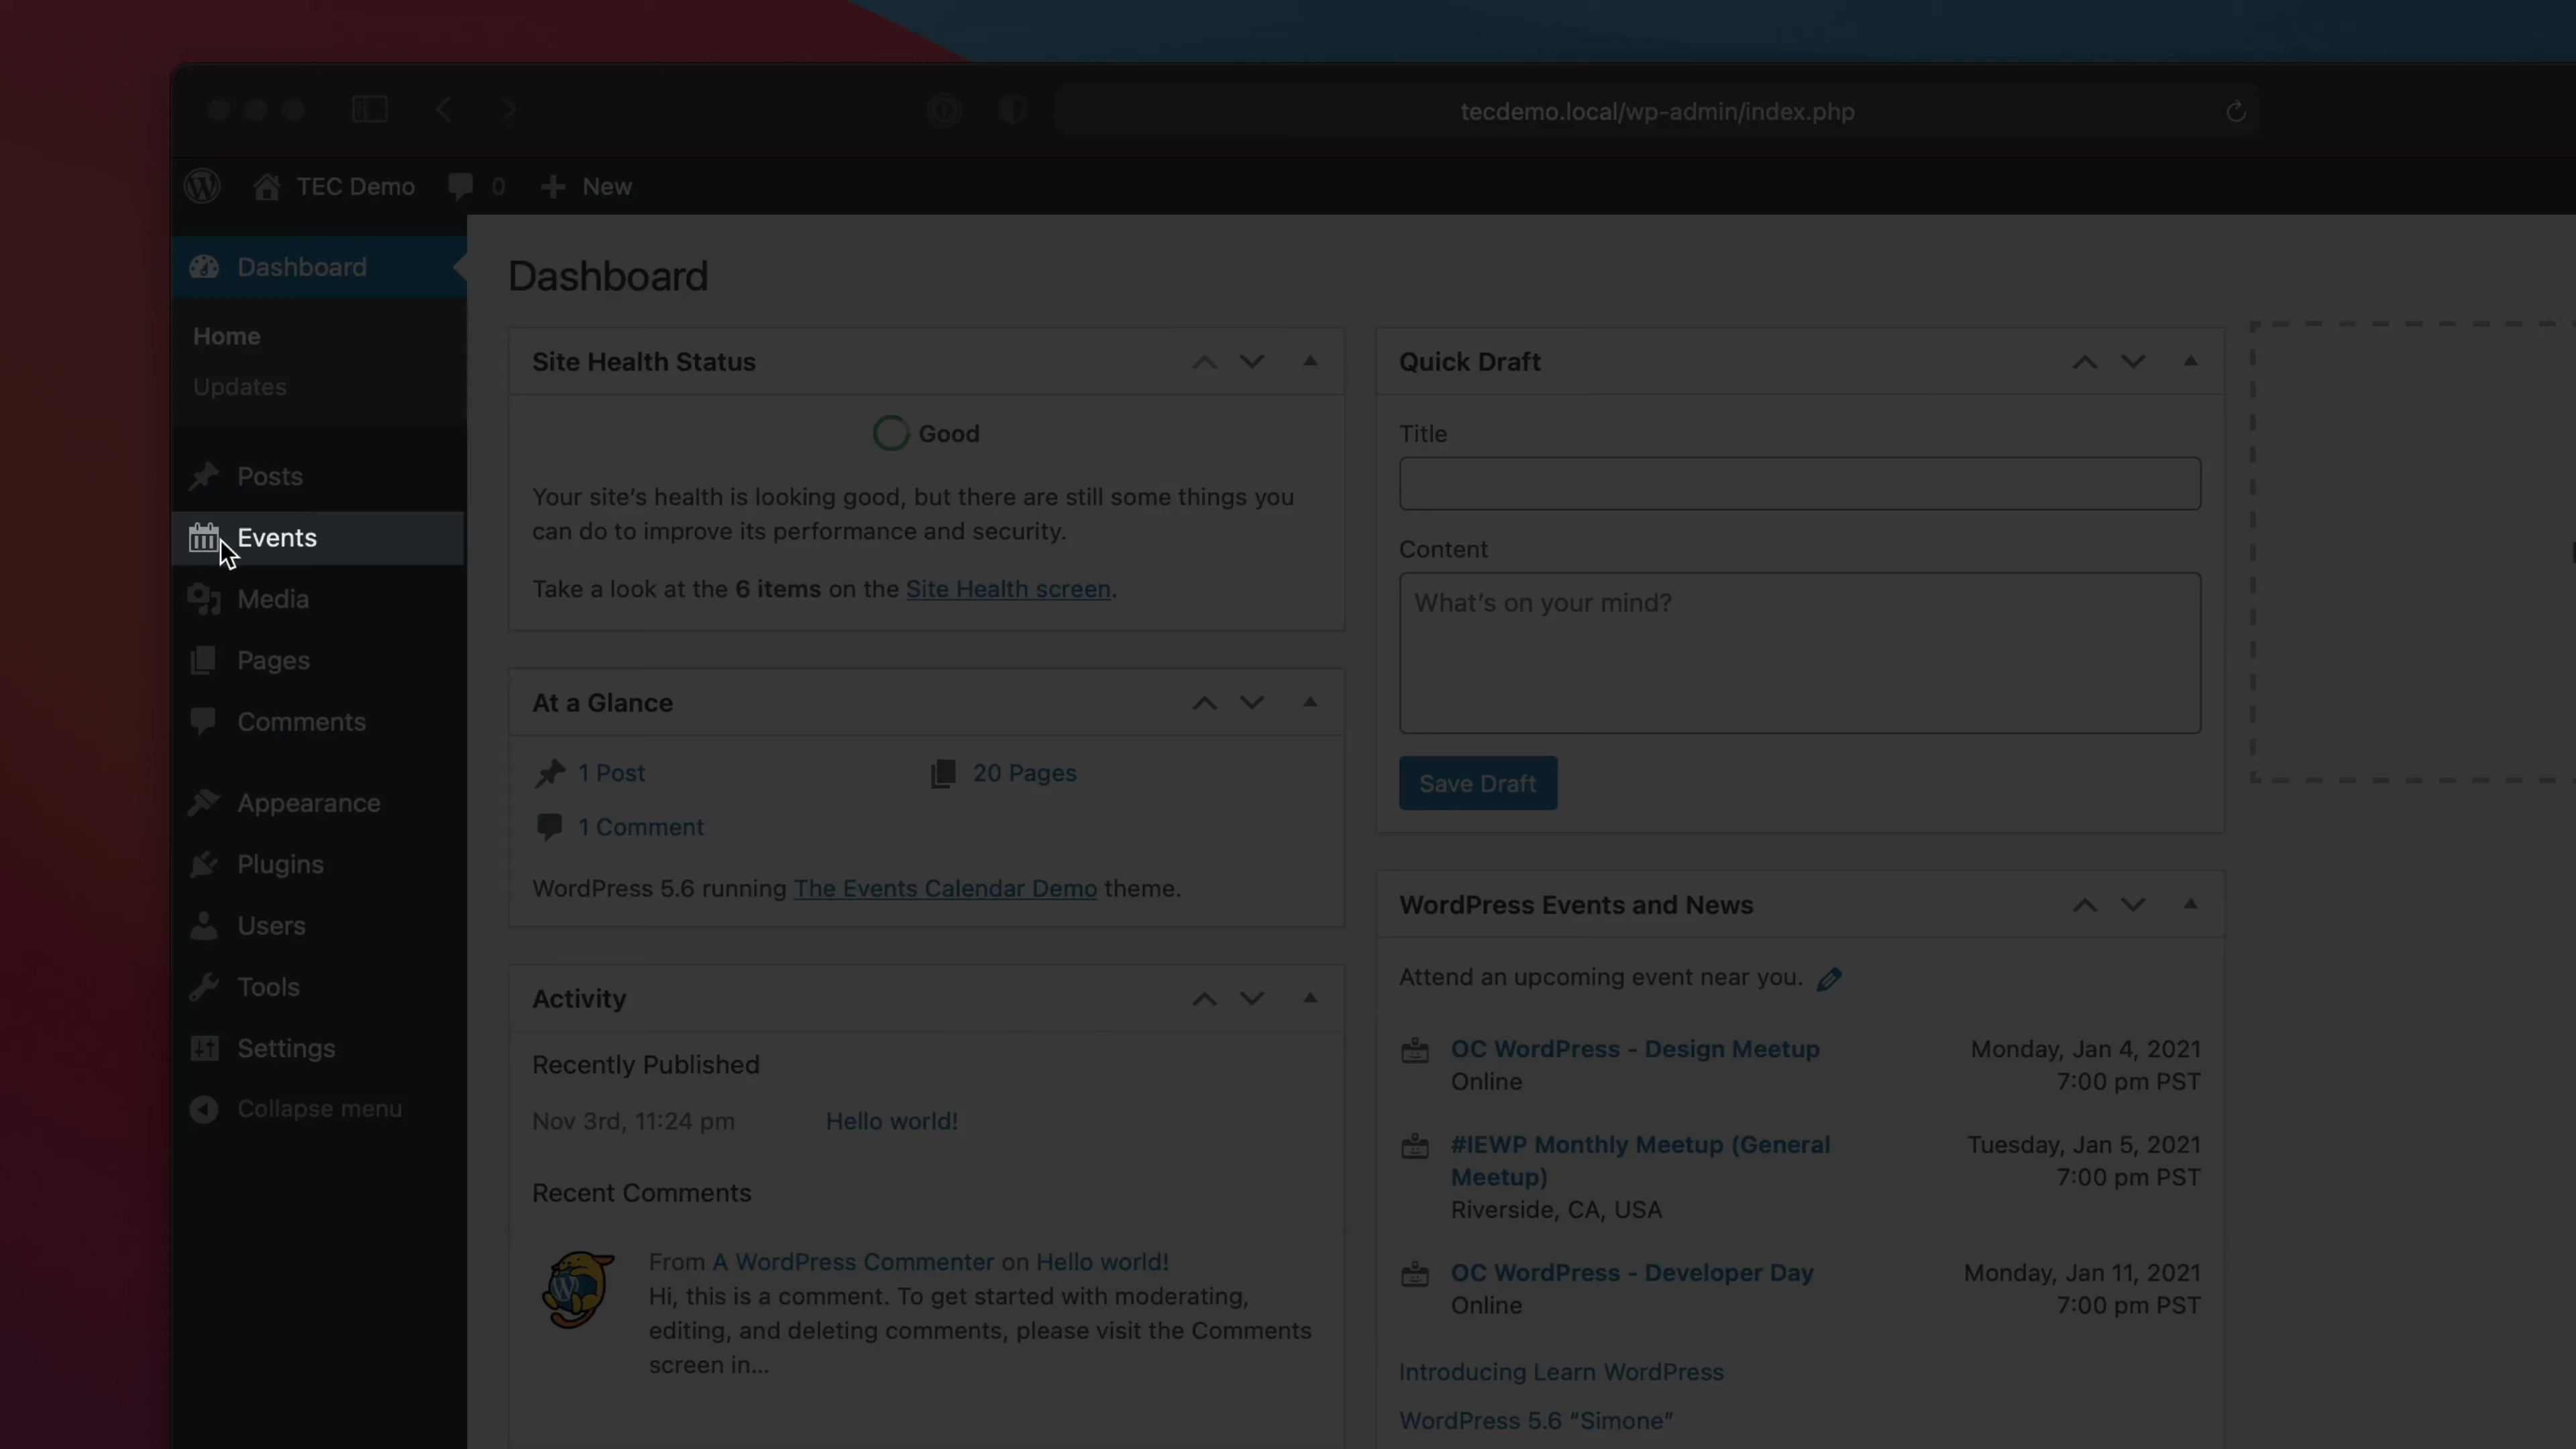 tecdemo.local/wp-admin/index.php
TEC Demo 0 New
Dashboard
Home
Updates
Posts
Events
Media
Pages
Comments
Appearance
Plugins
Users
Tools
Settings
Collapse menu
Dashboard
Site Health Status
Good
Your site's health is looking good, but there are still some things you
can do to improve its performance and security.
Take a look at the 6 items on the Site Health screen.
At a Glance
1 Post
20 Pages
1 Comment
WordPress 5.6 running The Events Calendar Demo theme.
Activity
Recently Published
Nov 3rd, 11:24 pm Hello world!
Recent Comments
From A WordPress Commenter on Hello world!
Hi, this is a comment. To get started with moderating,
editing, and deleting comments, please visit the Comments
screen in...
Quick Draft
Title
Content
What's on your mind?
Save Draft
WordPress Events and News
Attend an upcoming event near you.
OC WordPress - Design Meetup Monday, Jan 4, 2021
Online 7:00 pm PST
#IEWP Monthly Meetup (General Tuesday, Jan 5, 2021
Meetup) 7:00 pm PST
Riverside, CA, USA
OC WordPress - Developer Day Monday, Jan 11, 2021
Online 7:00 pm PST
Introducing Learn WordPress
WordPress 5.6 “Simone”